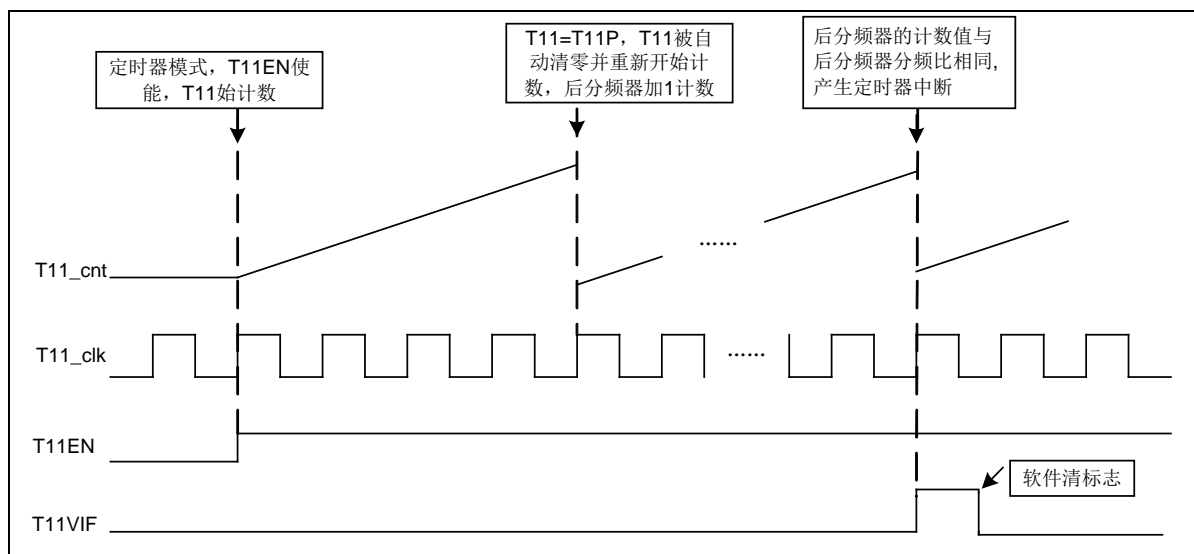 定时器模式，T11EN使
能，T11始计数
T11=T11P，T11被自
动清零并重新开始计
数，后分频器加1计数
后分频器的计数值与
后分频器分频比相同,
产生定时器中断
T11_cnt
......
T11_clk
......
T11EN
软件清标志
T11VIF